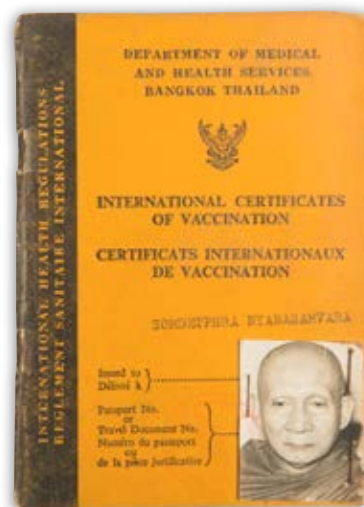 INTERNATIONAL HEALTH REGULATIONS
REGLEMENT SANITAIRE INTERNATIONAL
DEPARTMENT OF MEDICAL
AND HEALTH SERVICES
BANGKOK THAILAND
INTERNATIONAL CERTIFICATES
OF VACCINATION
CERTIFICATS INTERNATIONAUX
DE VACCINATION
SOMDETPHRA NYANASAMVARA
Issued to
Délivré à
Passport No.
or
Travel Document No.
Numéro du passeport
ou
de la pièce justificative